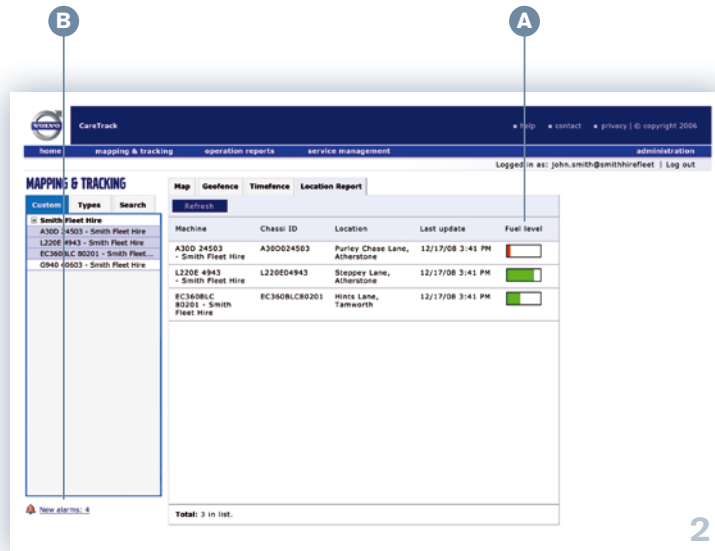 B
A
VOLVO
CareTrack
help contact privacy | © copyright 2006
home mapping & tracking operation reports service management administration
Logged in as: john.smith@smithhirefleet | Log out
MAPPING & TRACKING
Custom Types Search
Smith Fleet Hire
A30D 24503 - Smith Fleet Hire
L220E 4943 - Smith Fleet Hire
EC360BLC 80201 - Smith Fleet...
G940 40603 - Smith Fleet Hire
New alarms: 4
Map Geofence Timefence Location Report
Refresh
Machine Chassi ID Location Last update Fuel level
A30D 24503
- Smith Fleet Hire
A30D024503
Purley Chase Lane,
Atherstone
12/17/08 3:41 PM
L220E 4943
- Smith Fleet Hire
L220E04943
Steppey Lane,
Atherstone
12/17/08 3:41 PM
EC360BLC
80201 - Smith
Fleet Hire
EC360BLC80201
Hints Lane,
Tamworth
12/17/08 3:41 PM
Total: 3 in list.
2